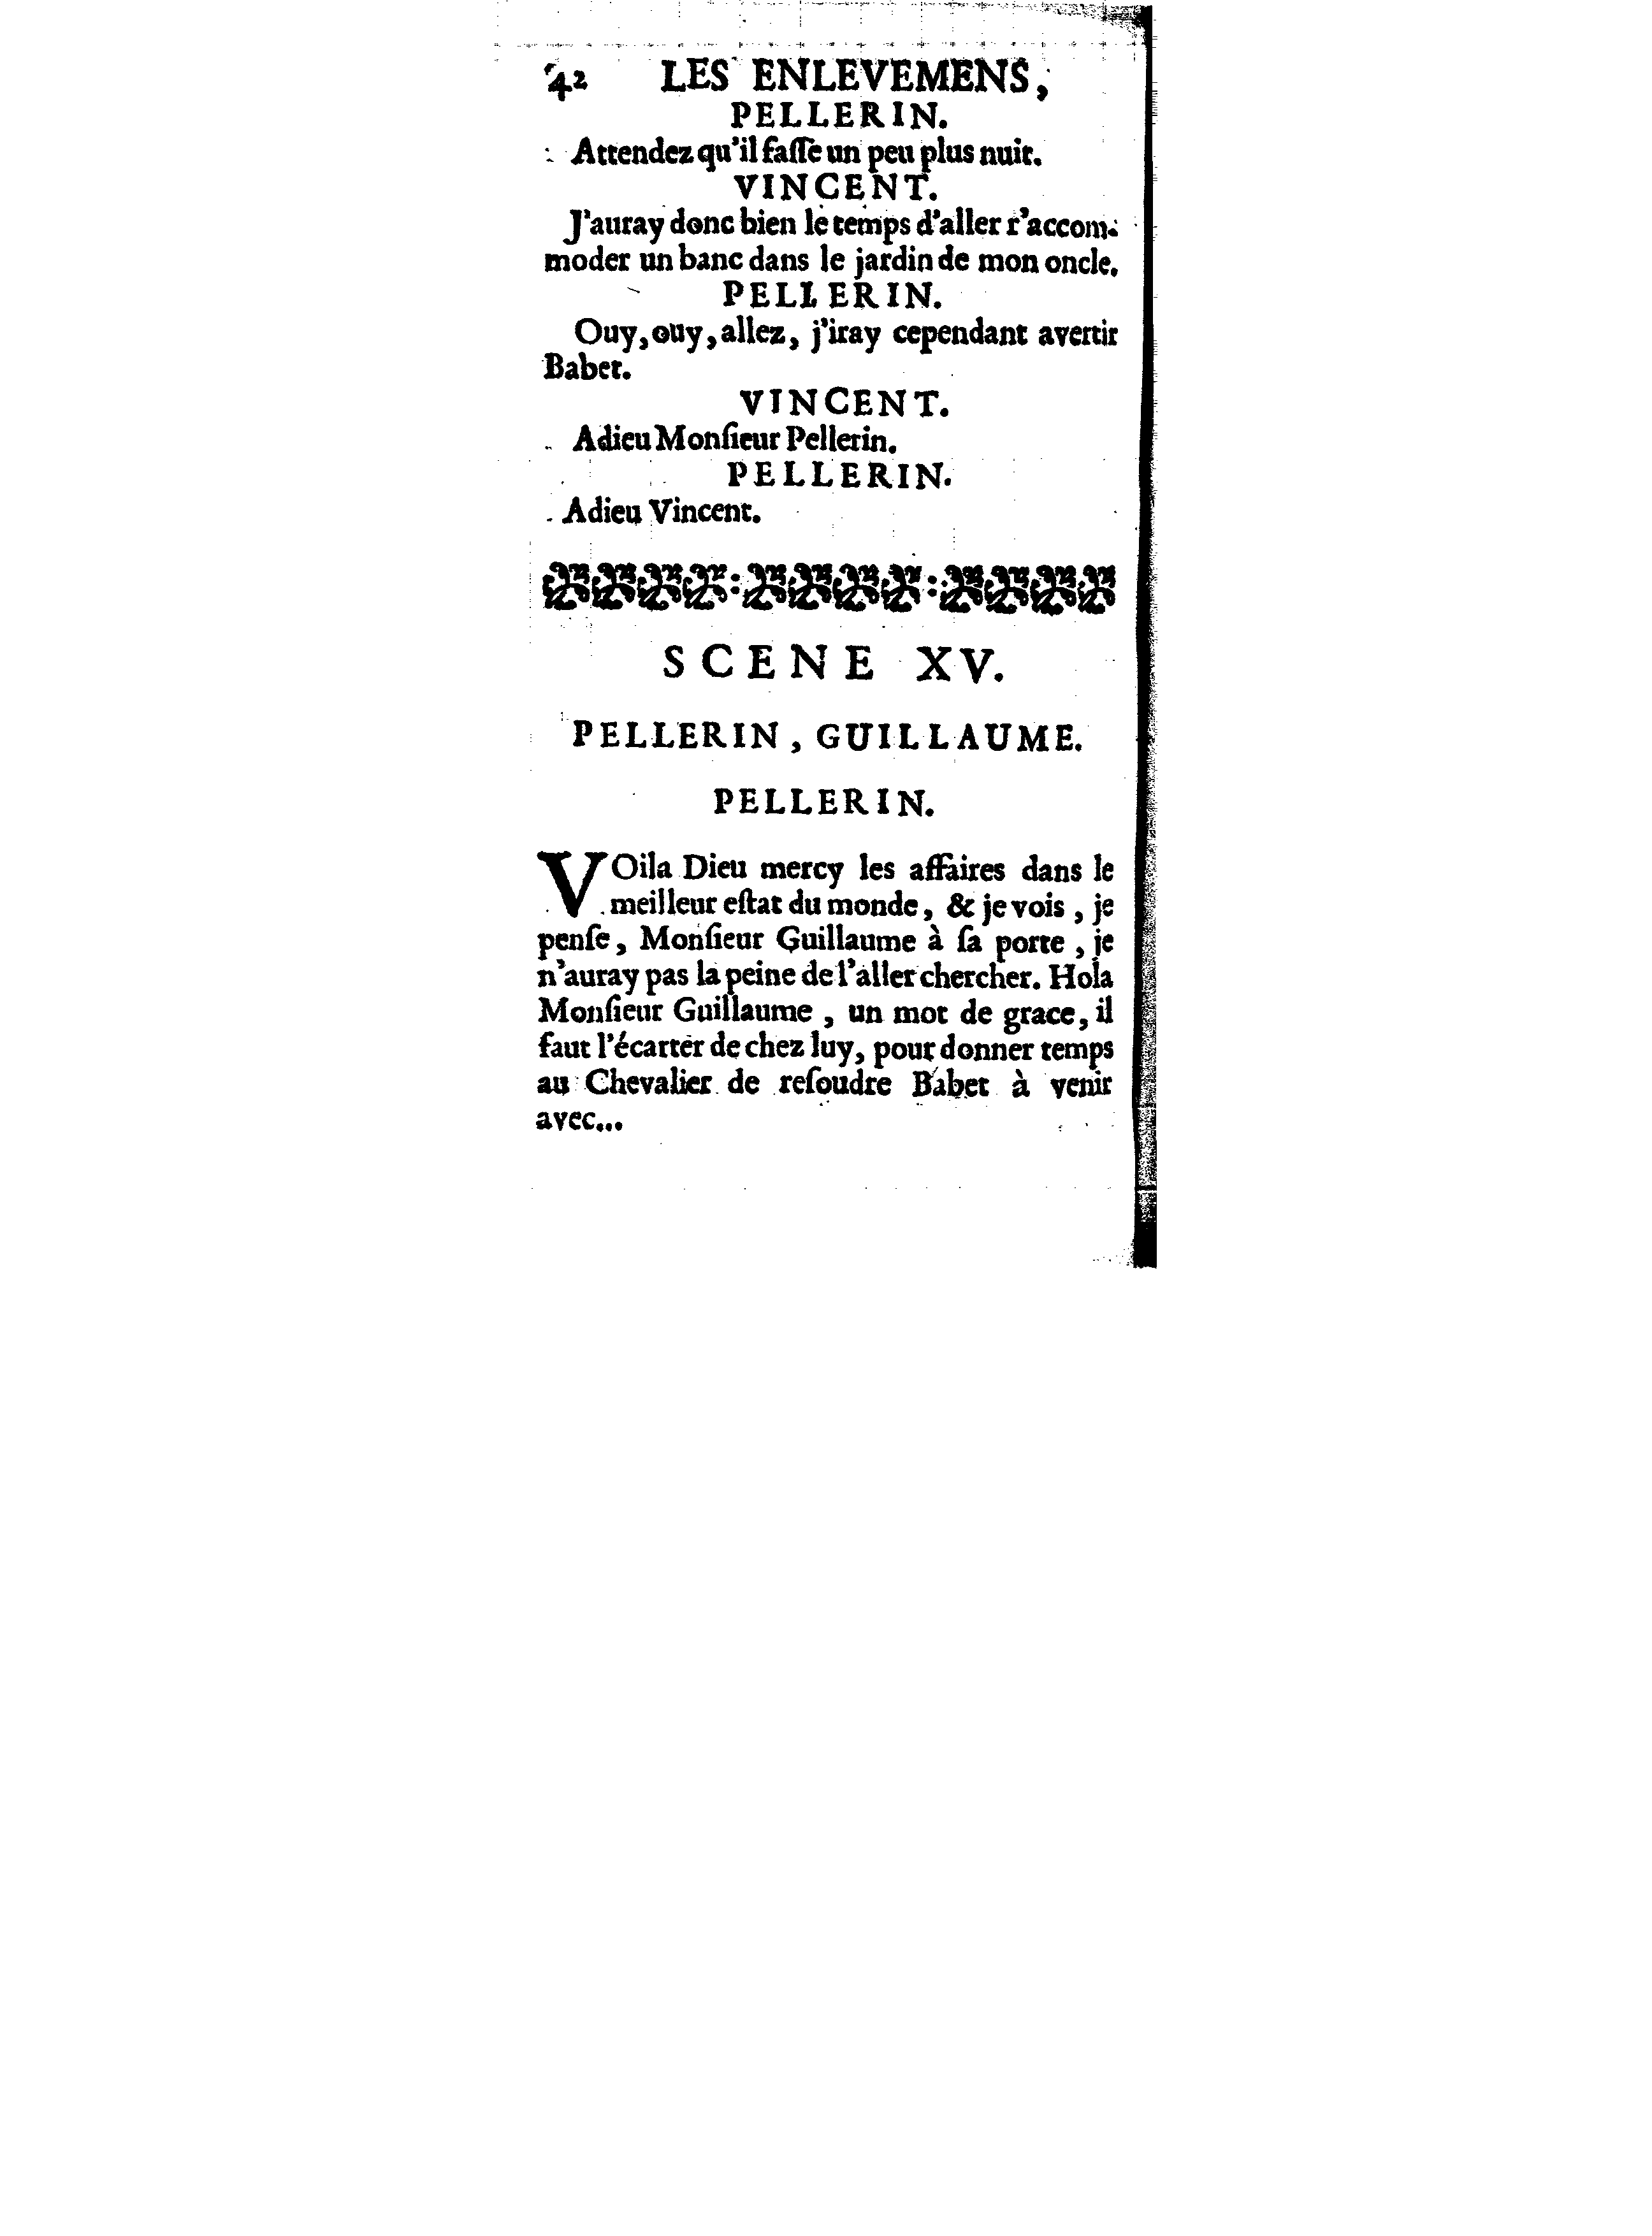 42 LES ENLEVEMENS,
PELLERIN.
Attendez qu'il faſſe un peu plus nuit.
VINCENT.
J'auray donc bien le temps d'aller r'accom-
moder un banc dans le jardin de mon oncle.
PELLERIN.
Ouy, ouy, allez, j'iray cependant avertir
Babet.
VINCENT.
Adieu Monſieur Pellerin.
PELLERIN.
Adieu Vincent.
SCENE XV.
PELLERIN, GUILLAUME.
PELLERIN.
VOila Dieu mercy les affaires dans le
meilleur eſtat du monde, & je vois, je
penſe, Monſieur Guillaume à ſa porte, je
n'auray pas la peine de l'aller chercher. Hola
Monſieur Guillaume, un mot de grace, il
faut l'écarter de chez luy, pour donner temps
au Chevalier de reſoudre Babet à venir
avec...